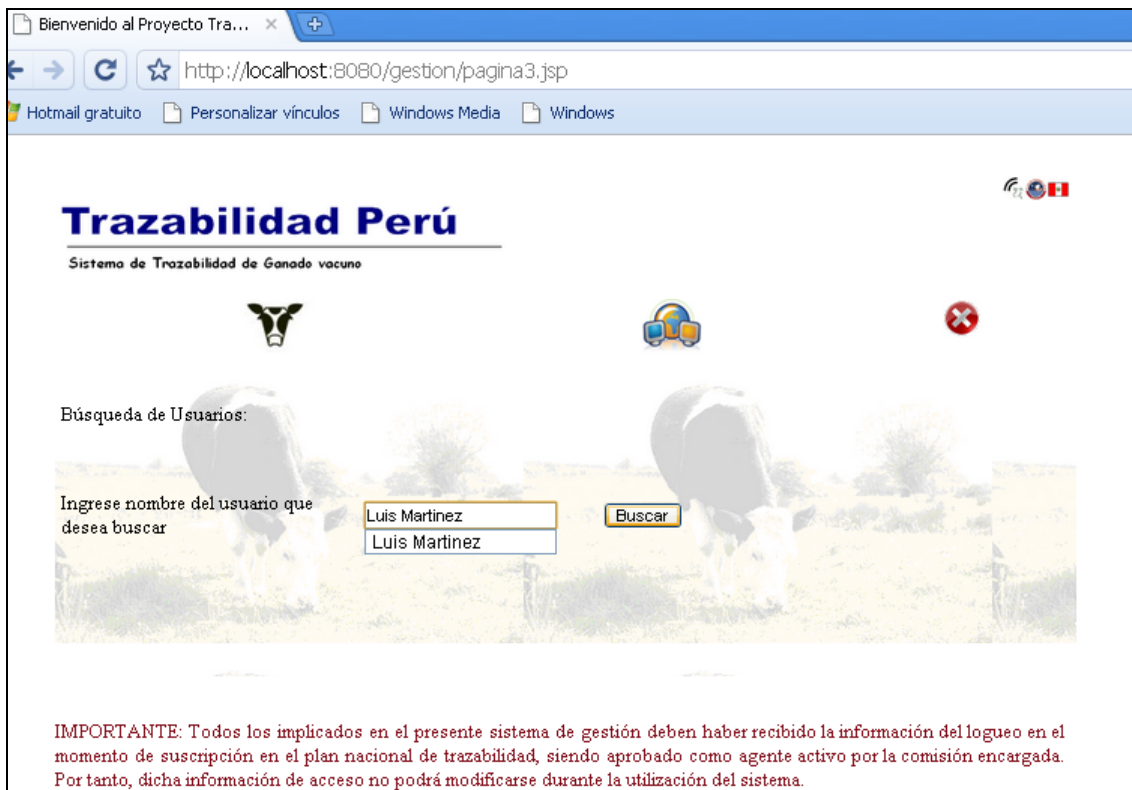 Bienvenido al Proyecto Tra...
http://localhost:8080/gestion/pagina3.jsp
Hotmail gratuito Personalizar vínculos Windows Media Windows
Trazabilidad Perú
Sistema de Trazabilidad de Ganado vacuno
Búsqueda de Usuarios:
Ingrese nombre del usuario que
desea buscar
Luis Martinez
Buscar
Luis Martinez
IMPORTANTE: Todos los implicados en el presente sistema de gestión deben haber recibido la información del logueo en el
momento de suscripción en el plan nacional de trazabilidad, siendo aprobado como agente activo por la comisión encargada.
Por tanto, dicha información de acceso no podrá modificarse durante la utilización del sistema.